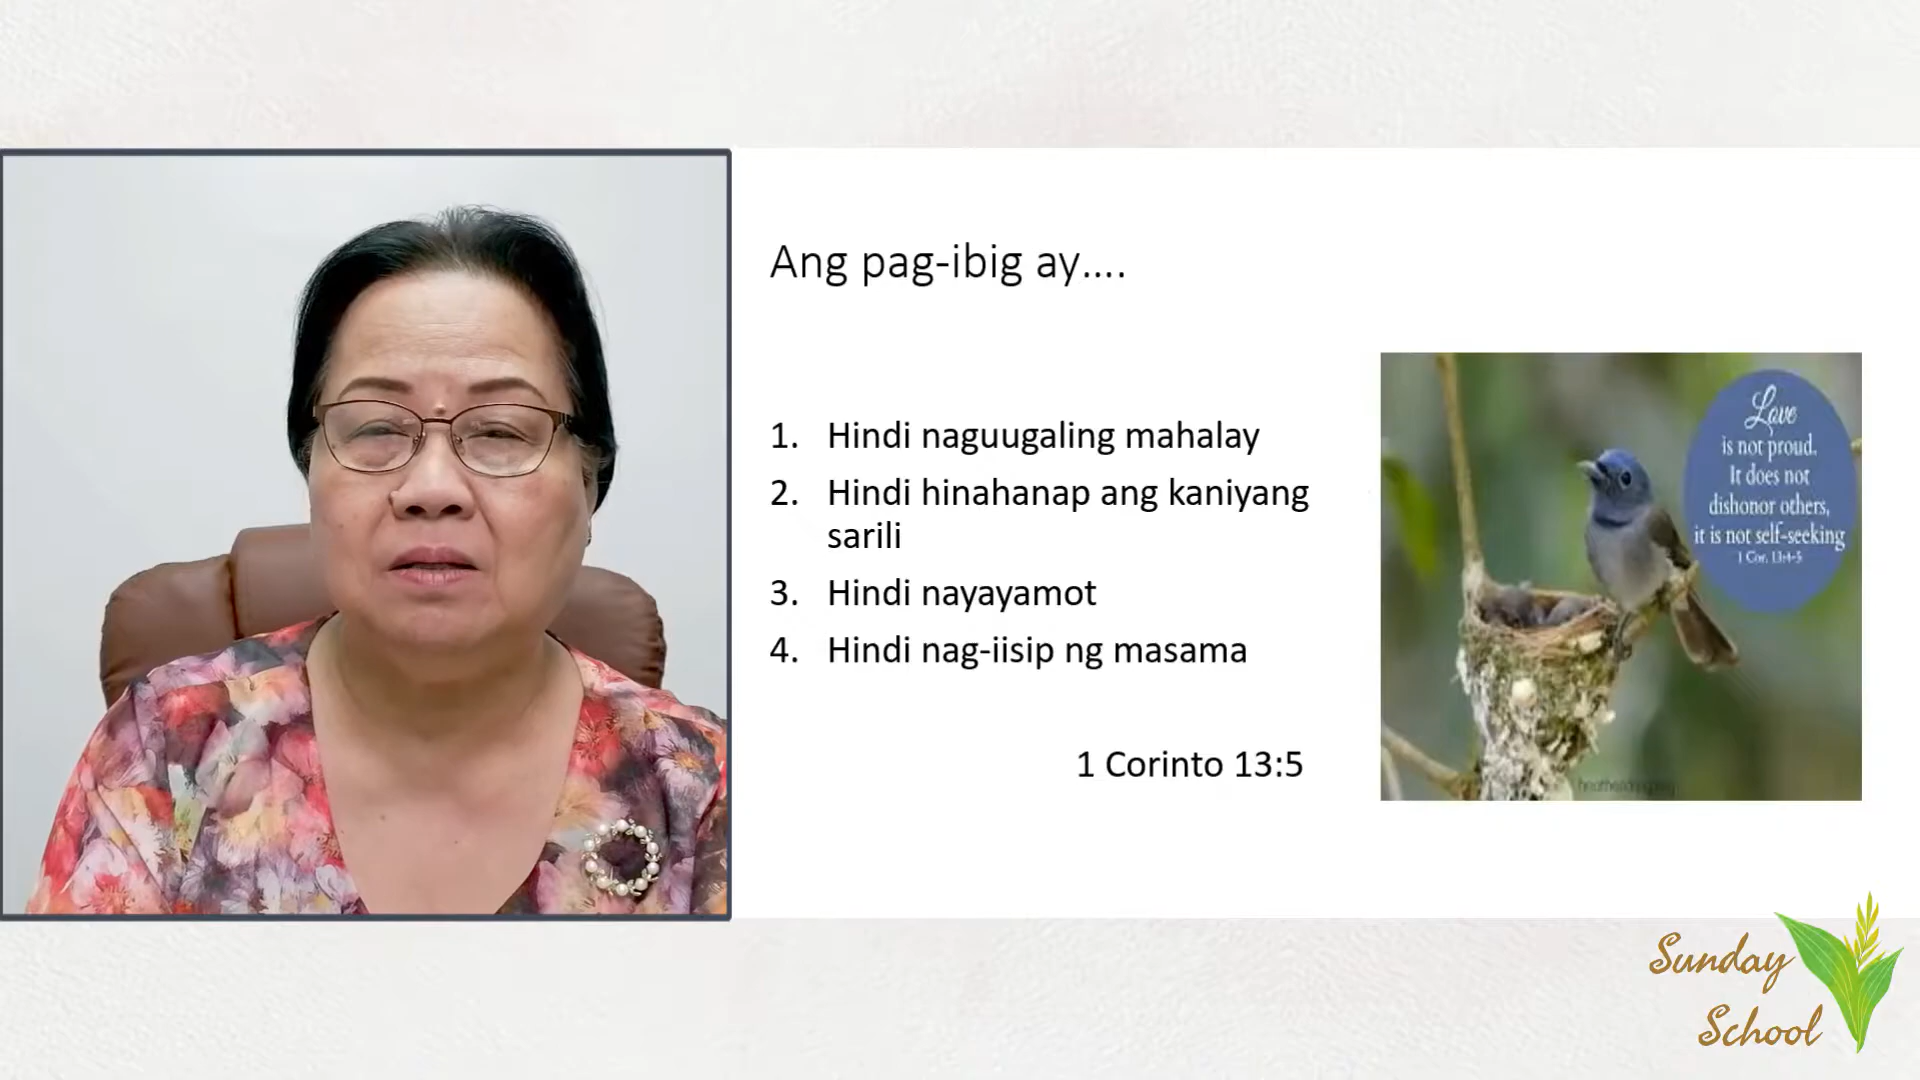 Ang pag-ibig ay....
1. Hindi naguugaling mahalay
2. Hindi hinahanap ang kaniyang
sarili
3. Hindi nayayamot
4. Hindi nag-iisip ng masama
1 Corinto 13:5
Love
is not proud.
It does not
dishonor others,
it is not self-seeking
1 Cor. 13:4-5
Sunday
School